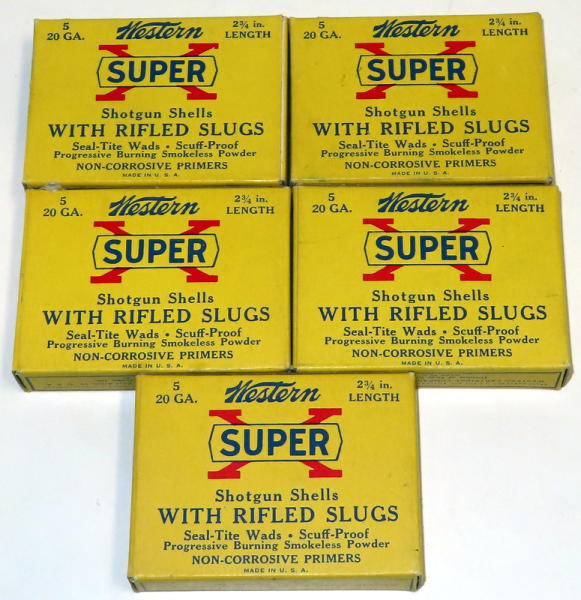 5
20 GA.
Western
2¾ in.
LENGTH
SUPER X
Shotgun Shells
WITH RIFLED SLUGS
Seal-Tite Wads • Scuff-Proof
Progressive Burning Smokeless Powder
NON-CORROSIVE PRIMERS
MADE IN U. S. A.
5
20 GA.
Western
2¾ in.
LENGTH
SUPER X
Shotgun Shells
WITH RIFLED SLUGS
Seal-Tite Wads • Scuff-Proof
Progressive Burning Smokeless Powder
NON-CORROSIVE PRIMERS
MADE IN U. S. A.
5
20 GA.
Western
2¾ in.
LENGTH
SUPER X
Shotgun Shells
WITH RIFLED SLUGS
Seal-Tite Wads • Scuff-Proof
Progressive Burning Smokeless Powder
NON-CORROSIVE PRIMERS
MADE IN U. S. A.
5
20 GA.
Western
2¾ in.
LENGTH
SUPER X
Shotgun Shells
WITH RIFLED SLUGS
Seal-Tite Wads • Scuff-Proof
Progressive Burning Smokeless Powder
NON-CORROSIVE PRIMERS
MADE IN U. S. A.
5
20 GA.
Western
2¾ in.
LENGTH
SUPER X
Shotgun Shells
WITH RIFLED SLUGS
Seal-Tite Wads • Scuff-Proof
Progressive Burning Smokeless Powder
NON-CORROSIVE PRIMERS
MADE IN U. S. A.